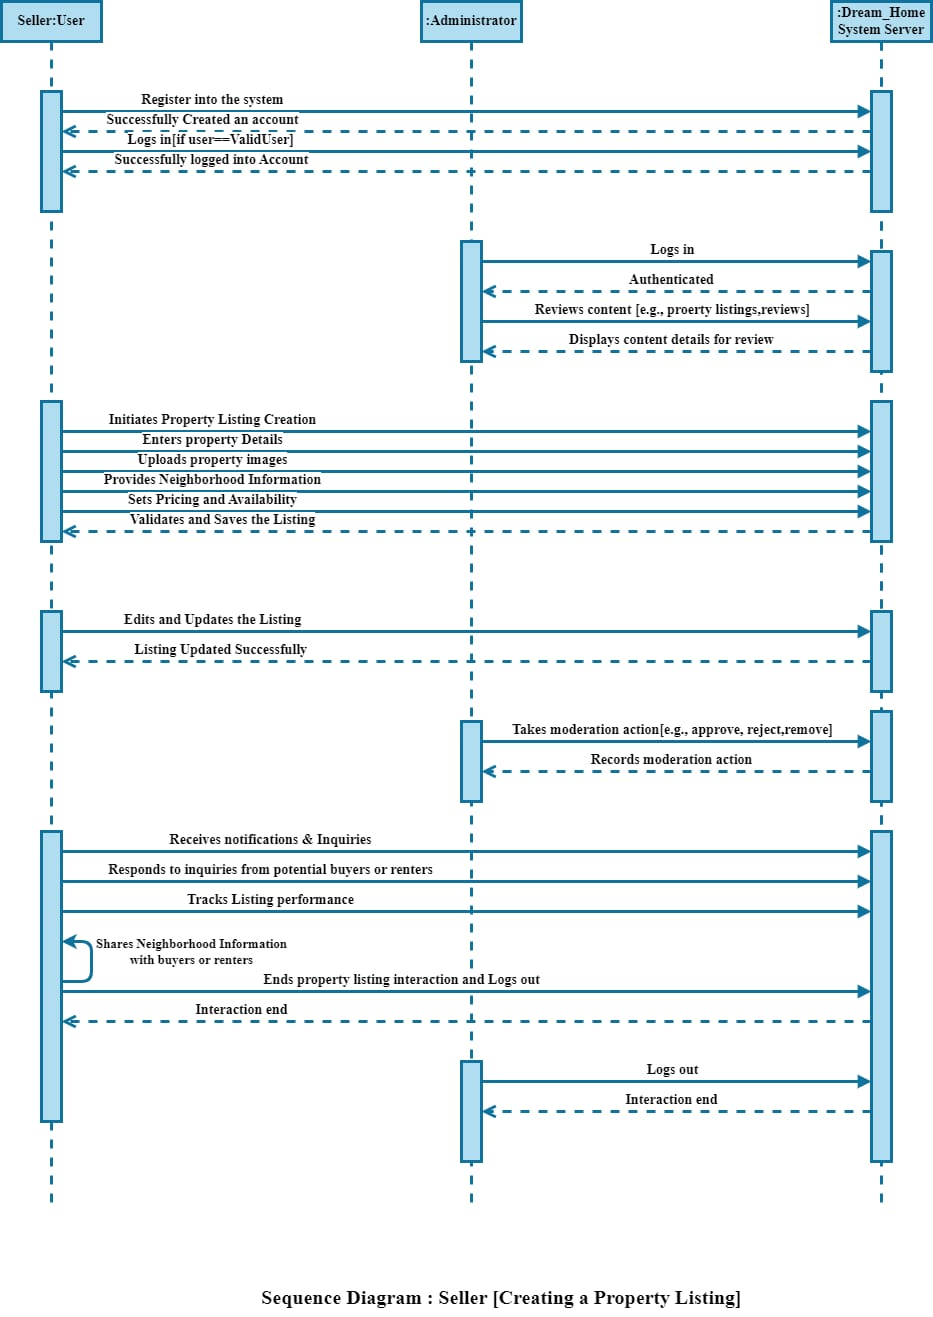 Seller:User
:Administrator
:Dream_Home
System Server
Register into the system
Successfully Created an account
Logs in[if user==ValidUser]
Successfully logged into Account
Logs in
Authenticated
Reviews content [e.g., proerty listings,reviews]
Displays content details for review
Initiates Property Listing Creation
Enters property Details
Uploads property images
Provides Neighborhood Information
Sets Pricing and Availability
Validates and Saves the Listing
Edits and Updates the Listing
Listing Updated Successfully
Takes moderation action[e.g., approve, reject,remove]
Records moderation action
Receives notifications & Inquiries
Responds to inquiries from potential buyers or renters
Tracks Listing performance
Shares Neighborhood Information
with buyers or renters
Ends property listing interaction and Logs out
Interaction end
Logs out
Interaction end
Sequence Diagram : Seller [Creating a Property Listing]